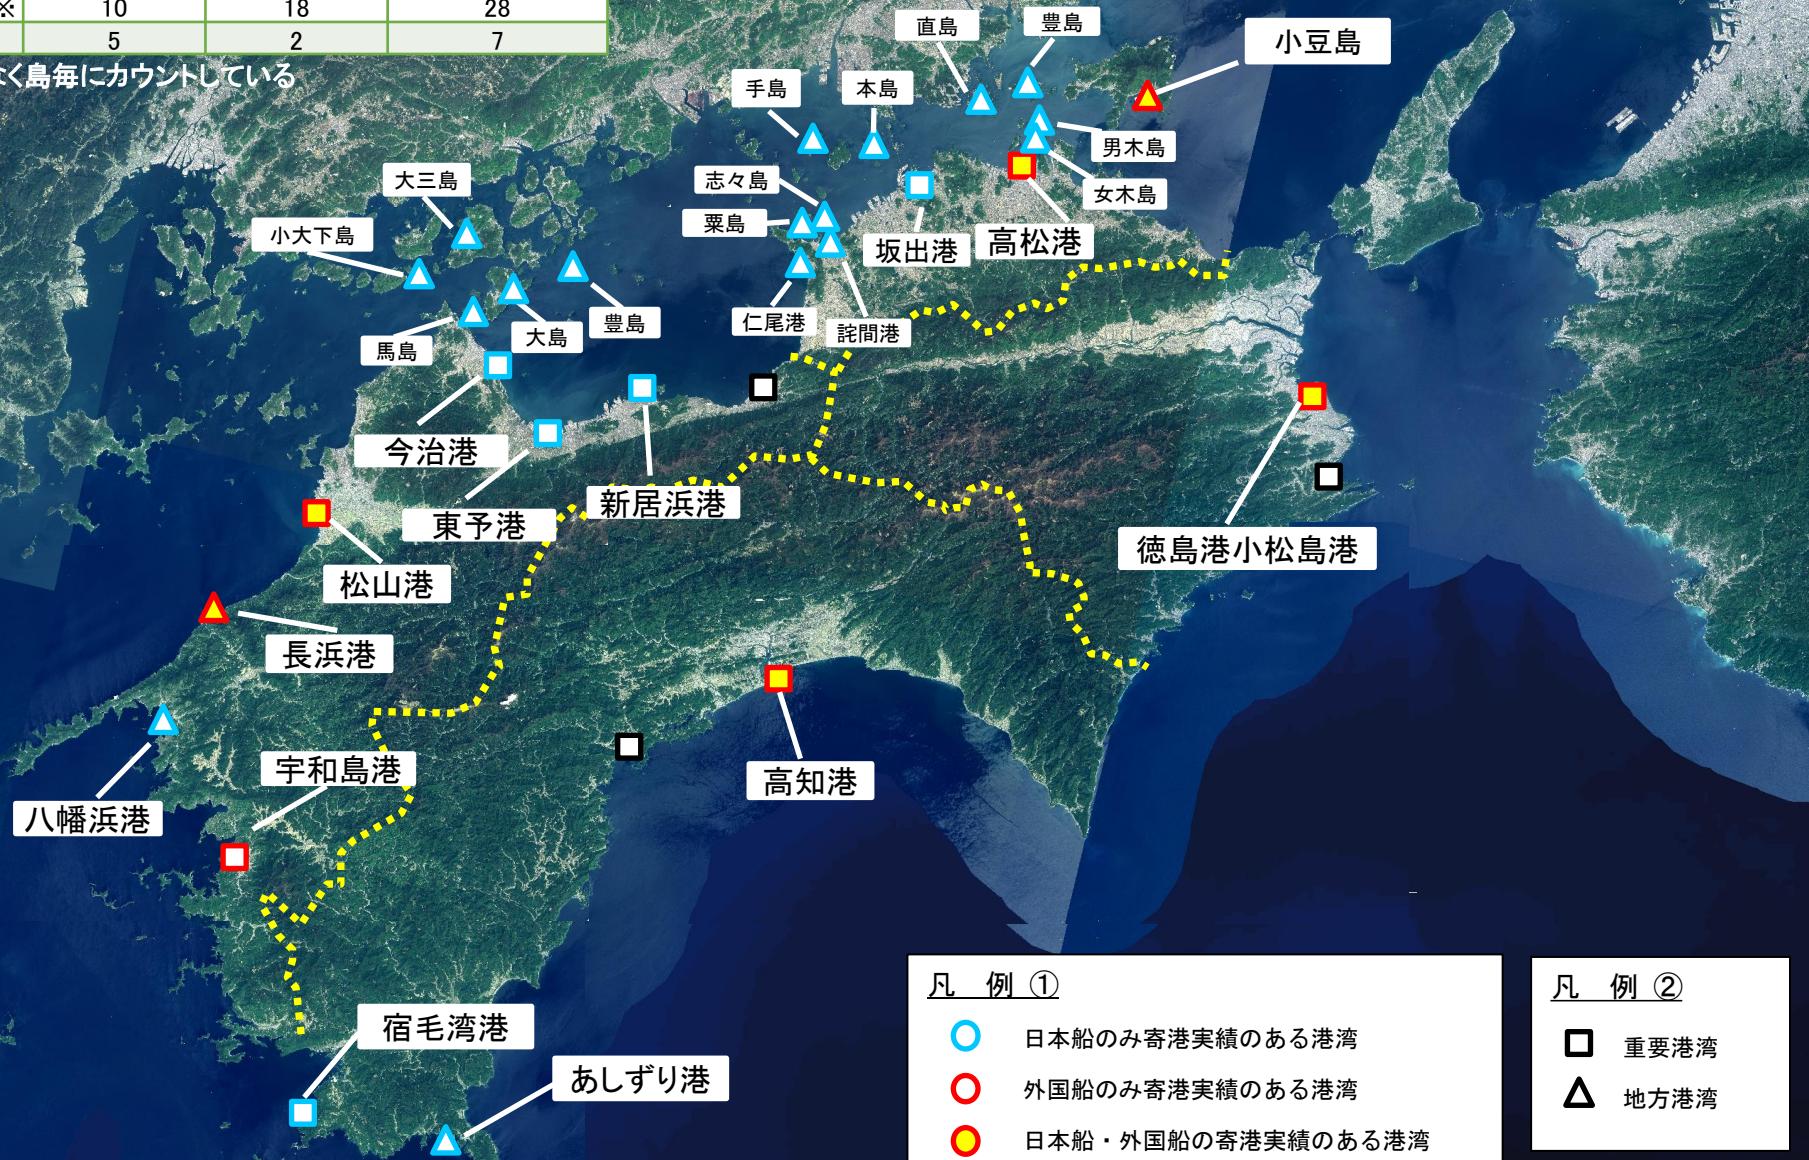 ※ 10 18 28
5 2 7
なく島毎にカウントしている
直島
豊島
小豆島
手島
本島
男木島
女木島
大三島
志々島
粟島
小大下島
坂出港
高松港
馬島
大島
豊島
仁尾港
詫間港
今治港
東予港
新居浜港
徳島港小松島港
松山港
長浜港
宇和島港
高知港
八幡浜港
宿毛湾港
あしずり港
凡 例 ①
日本船のみ寄港実績のある港湾
外国船のみ寄港実績のある港湾
日本船・外国船の寄港実績のある港湾
凡 例 ②
重要港湾
地方港湾